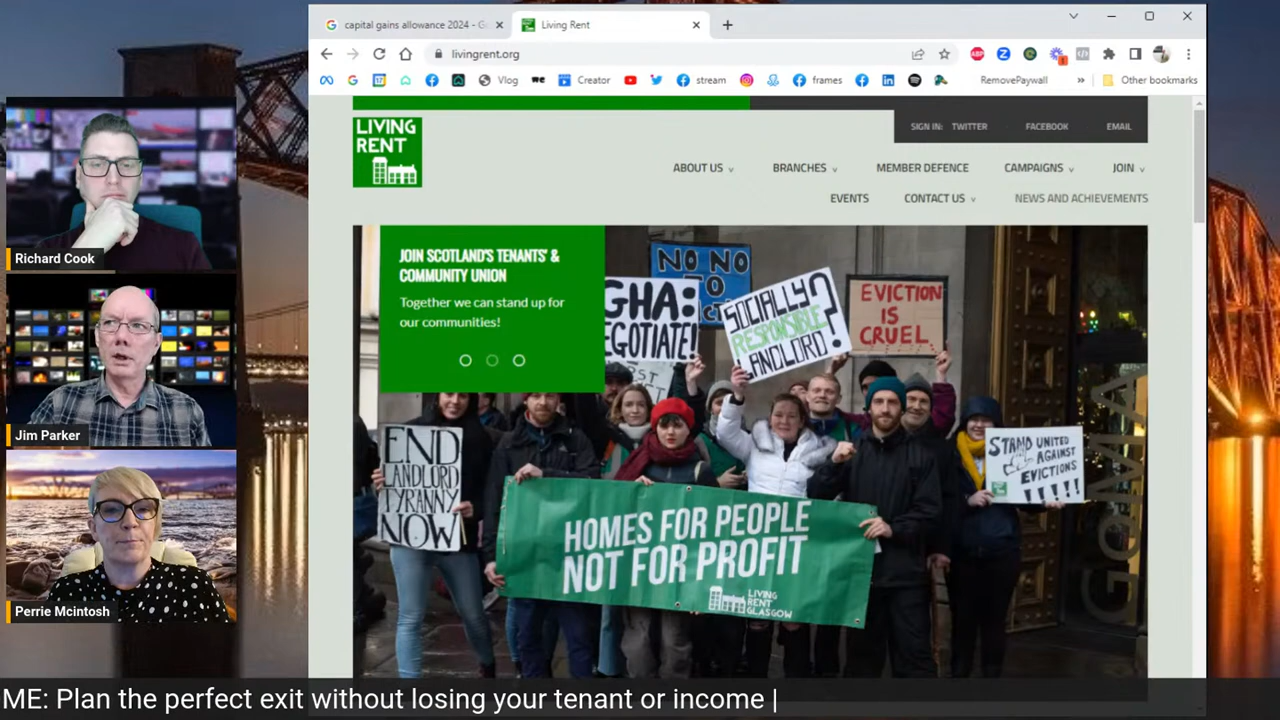 capital gains allowance 2024 - G
Living Rent
livingrent.org
Vlog
Creator
stream
frames
RemovePaywall
Other bookmarks
LIVING
RENT
SIGN IN: TWITTER FACEBOOK EMAIL
ABOUT US BRANCHES MEMBER DEFENCE CAMPAIGNS JOIN
EVENTS CONTACT US NEWS AND ACHIEVEMENTS
JOIN SCOTLAND'S TENANTS' &
COMMUNITY UNION
Together we can stand up for
our communities!
NO NO
TO
GHA:
EGOTIATE!
SOCIALLY
RESPONSIBLE
LANDLORD?
EVICTION
IS
CRUEL.
END
LANDLORD
TYRANNY
NOW
STAND UNITED
AGAINST
EVICTIONS
!!!!!
HOMES FOR PEOPLE
NOT FOR PROFIT
LIVING
RENT
GLASGOW
GOMA
Richard Cook
Jim Parker
Perrie Mcintosh
ME: Plan the perfect exit without losing your tenant or income |